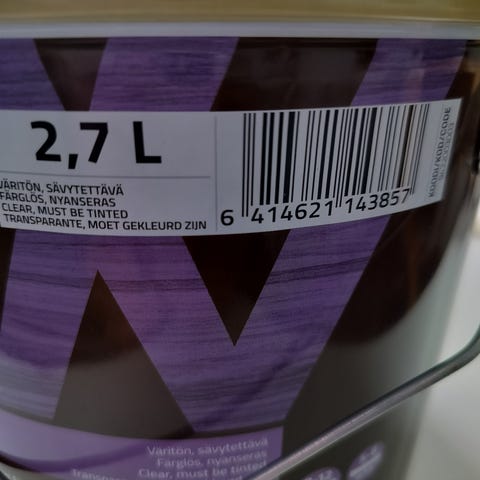 2,7 L
VÄRITÖN, SÄVYTETTÄVÄ
FÄRGLÖS, NYANSERAS
CLEAR, MUST BE TINTED
TRANSPARANTE, MOET GEKLEURD ZIJN
6 414621 143857
KOODI/KOD/CODE
Väritön, sävytettävä
Färglös, nyanseras
Clear, must be tinted